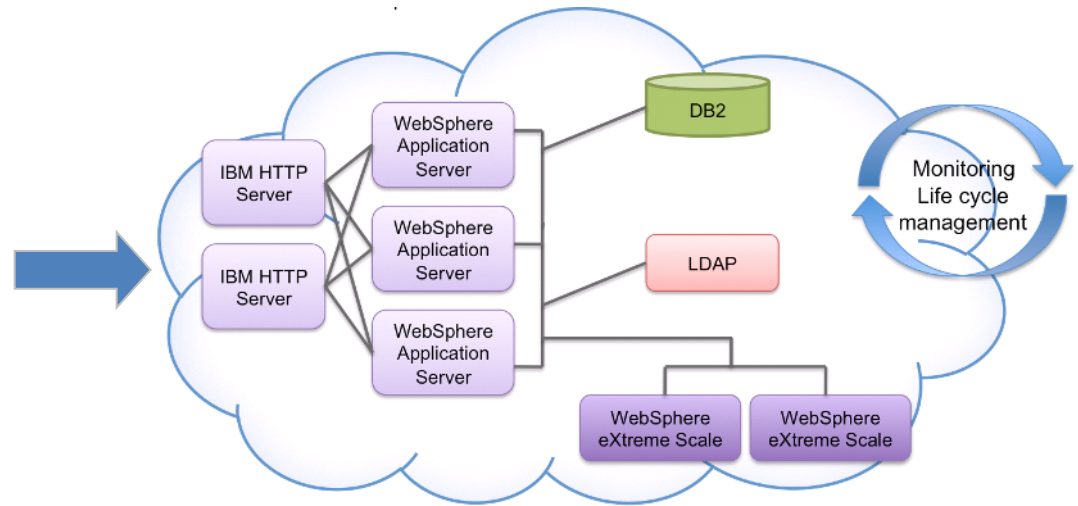 IBM HTTP
Server
IBM HTTP
Server
WebSphere
Application
Server
WebSphere
Application
Server
WebSphere
Application
Server
DB2
LDAP
WebSphere
eXtreme Scale
WebSphere
eXtreme Scale
Monitoring
Life cycle
management